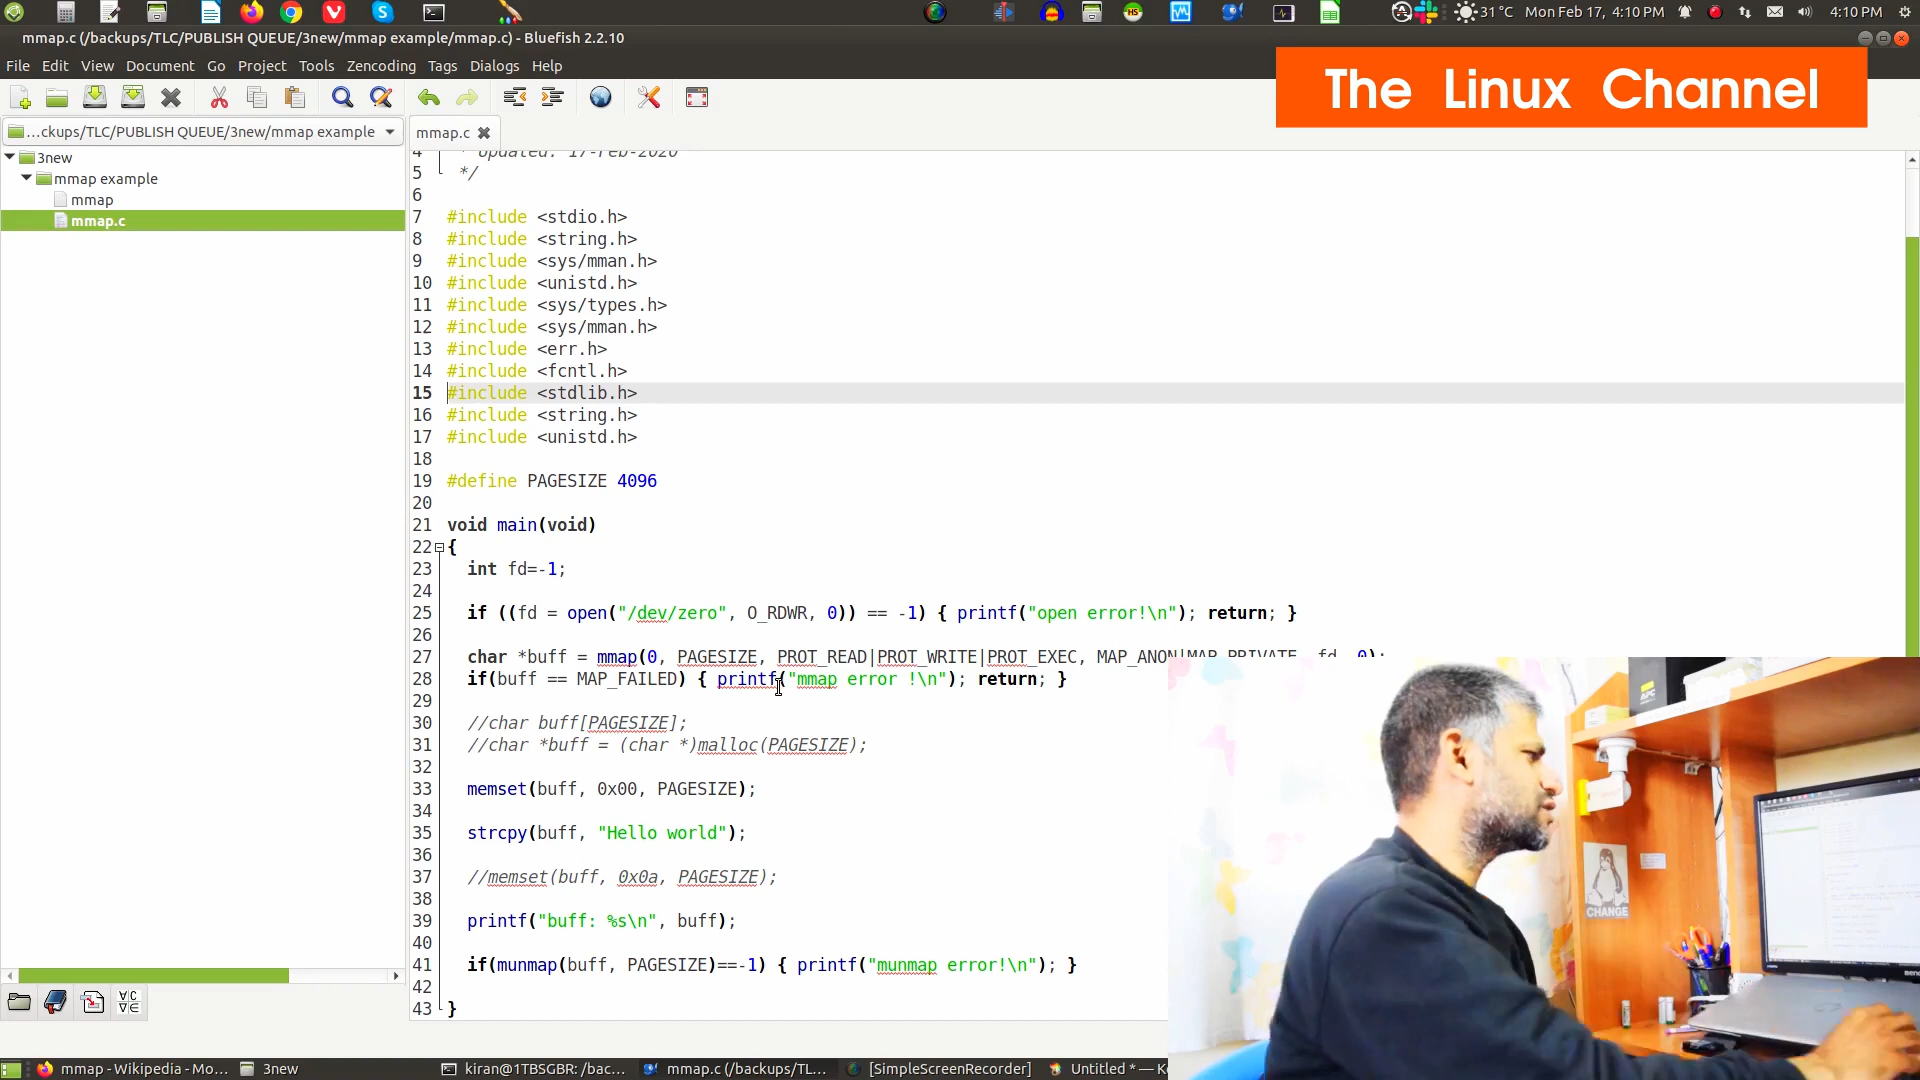 31 °C Mon Feb 17, 4:10 PM 4:10 PM
mmap.c (/backups/TLC/PUBLISH QUEUE/3new/mmap example/mmap.c) - Bluefish 2.2.10
File Edit View Document Go Project Tools Zencoding Tags Dialogs Help
The Linux Channel
...ckups/TLC/PUBLISH QUEUE/3new/mmap example
mmap.c
3new
mmap example
mmap
mmap.c
4 * Updated: 17-Feb-2020
5 */
6
7 #include <stdio.h>
8 #include <string.h>
9 #include <sys/mman.h>
10 #include <unistd.h>
11 #include <sys/types.h>
12 #include <sys/mman.h>
13 #include <err.h>
14 #include <fcntl.h>
15 #include <stdlib.h>
16 #include <string.h>
17 #include <unistd.h>
18
19 #define PAGESIZE 4096
20
21 void main(void)
22 {
23 int fd=-1;
24
25 if ((fd = open("/dev/zero", O_RDWR, 0)) == -1) { printf("open error!\n"); return; }
26
27 char *buff = mmap(0, PAGESIZE, PROT_READ|PROT_WRITE|PROT_EXEC, MAP_ANON|MAP_PRIVATE, fd, 0);
28 if(buff == MAP_FAILED) { printf("mmap error !\n"); return; }
29
30 //char buff[PAGESIZE];
31 //char *buff = (char *)malloc(PAGESIZE);
32
33 memset(buff, 0x00, PAGESIZE);
34
35 strcpy(buff, "Hello world");
36
37 //memset(buff, 0x0a, PAGESIZE);
38
39 printf("buff: %s\n", buff);
40
41 if(munmap(buff, PAGESIZE)==-1) { printf("munmap error!\n"); }
42
43 }
APC
CHANGE
mmap - Wikipedia - Mo... 3new kiran@1TBSGBR: /bac... mmap.c (/backups/TL... [SimpleScreenRecorder] Untitled * —